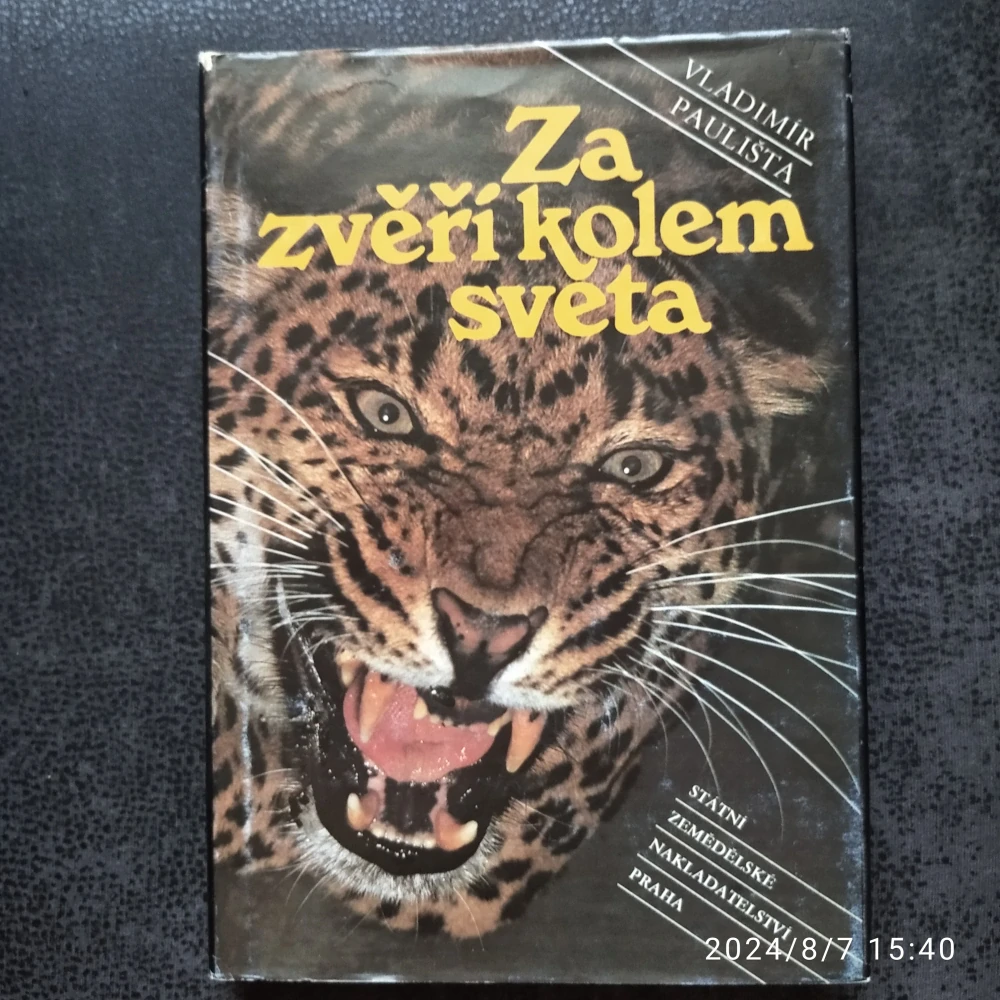 VLADIMÍR
PAULIŠTA
Za
zvěří kolem
světa
STÁTNÍ
ZEMĚDĚLSKÉ
NAKLADATELSTVÍ
PRAHA
2024/8/7 15:40